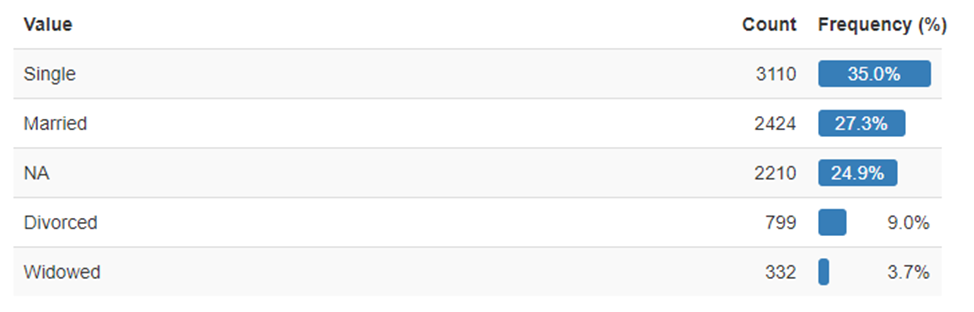 Value Count Frequency (%)
Single 3110 35.0%
Married 2424 27.3%
NA 2210 24.9%
Divorced 799 9.0%
Widowed 332 3.7%